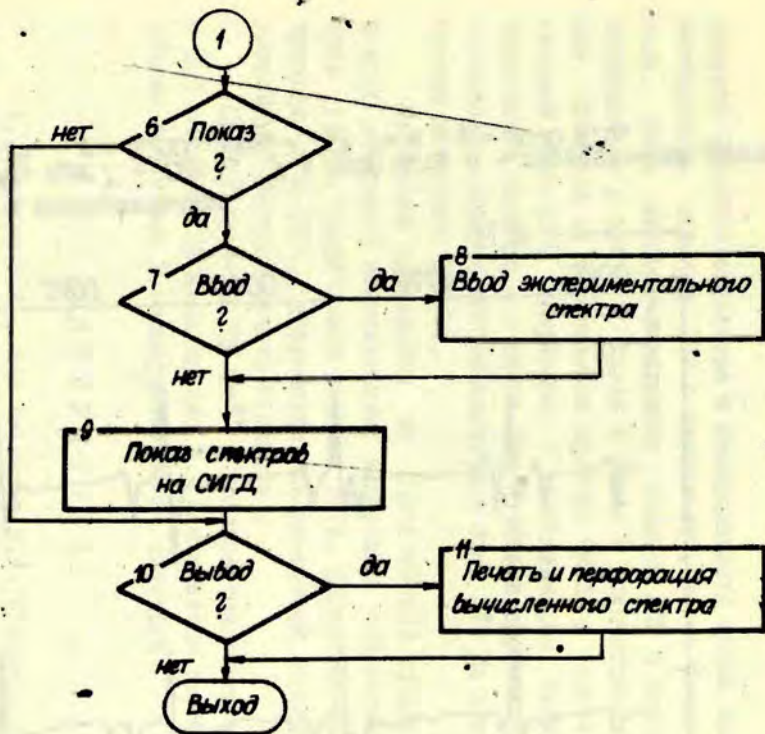 1
6
нет
Показ
?
да
7
Ввод
?
да
8
Ввод экспериментального
спектра
нет
9
Показ спектров
на СИГД
10
Вывод
?
да
11
Печать и перфорация
вычисленного спектра
нет
Выход